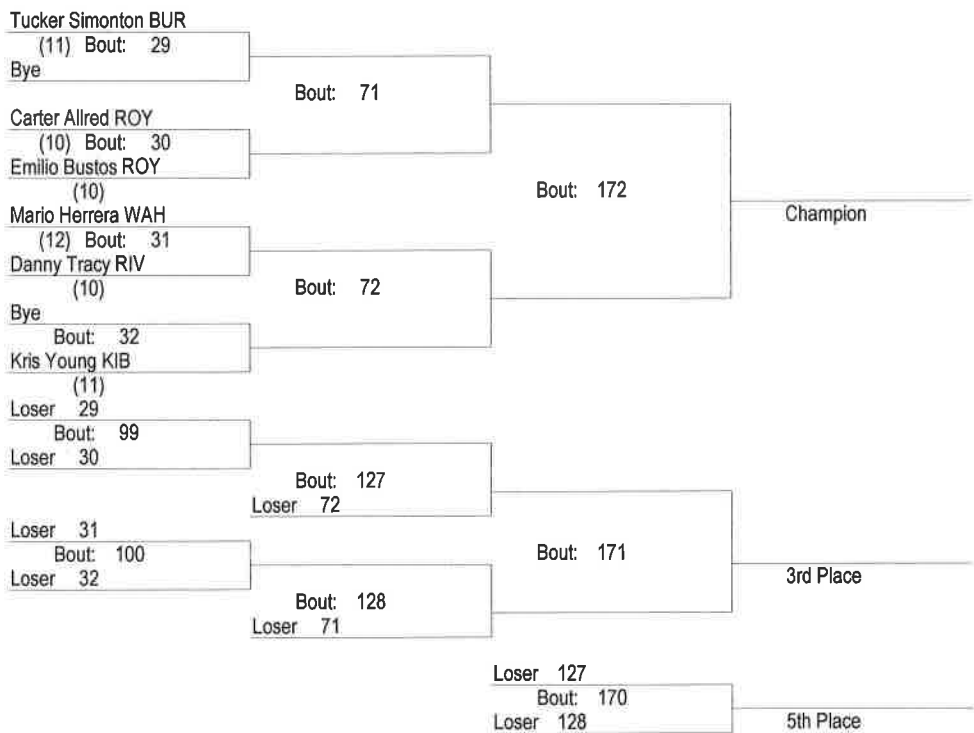 Tucker Simonton BUR
(11) Bout: 29
Bye
Bout: 71
Carter Allred ROY
(10) Bout: 30
Emilio Bustos ROY
(10)
Bout: 172
Champion
Mario Herrera WAH
(12) Bout: 31
Danny Tracy RIV
(10)
Bout: 72
Bye
Bout: 32
Kris Young KIB
(11)
Loser 29
Bout: 99
Loser 30
Bout: 127
Loser 72
Loser 31
Bout: 100
Loser 32
Bout: 171
3rd Place
Bout: 128
Loser 71
Loser 127
Bout: 170
Loser 128
5th Place